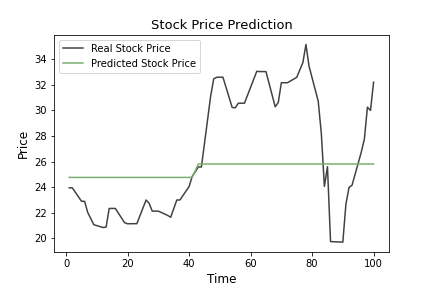 Stock Price Prediction
Real Stock Price
Predicted Stock Price
34
32
30
28
26
24
22
20
Price
0 20 40 60 80 100
Time